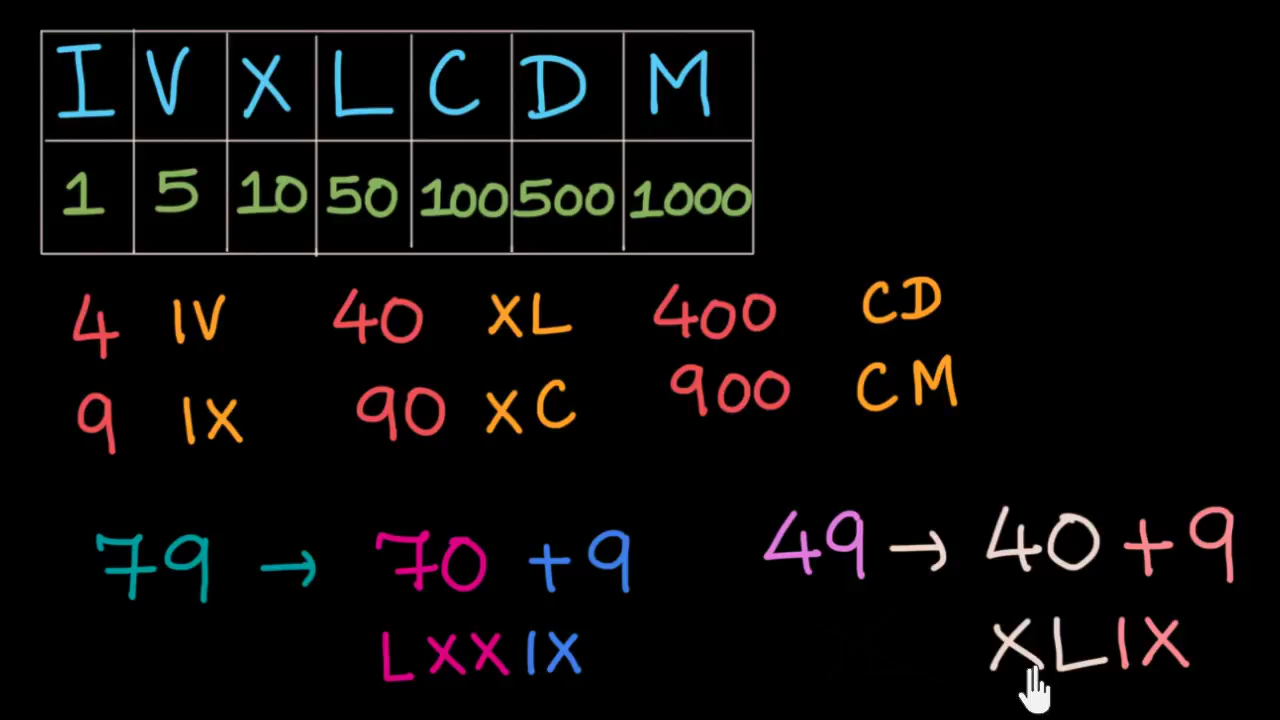 I V X L C D M
1 5 10 50 100 500 1000
4 IV 40 XL 400 CD
9 IX 90 XC 900 CM
79 → 70 + 9 49 → 40 + 9
LXXIX XLIX